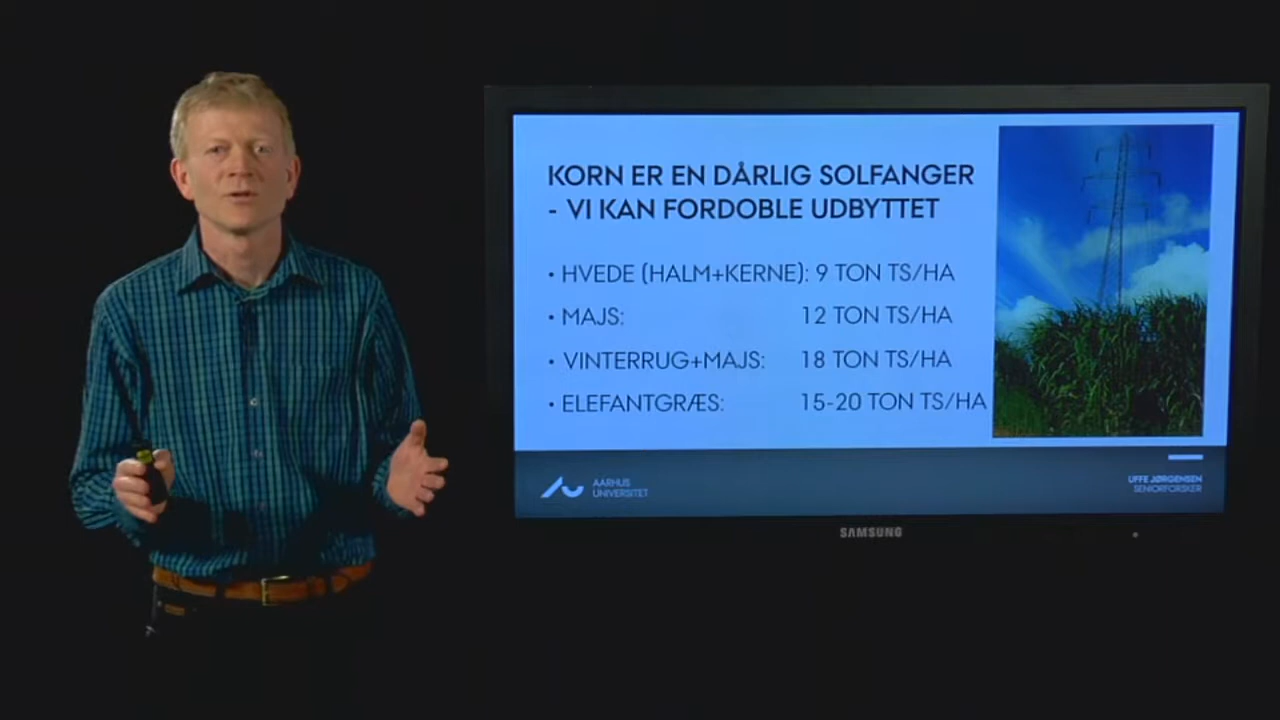 KORN ER EN DÅRLIG SOLFANGER
- VI KAN FORDOBLE UDBYTTET
• HVEDE (HALM+KERNE): 9 TON TS/HA
• MAJS: 12 TON TS/HA
• VINTERRUG+MAJS: 18 TON TS/HA
• ELEFANTGRÆS: 15-20 TON TS/HA
AARHUS
UNIVERSITET
UFFE JØRGENSEN
SENIORFORSKER
SAMSUNG